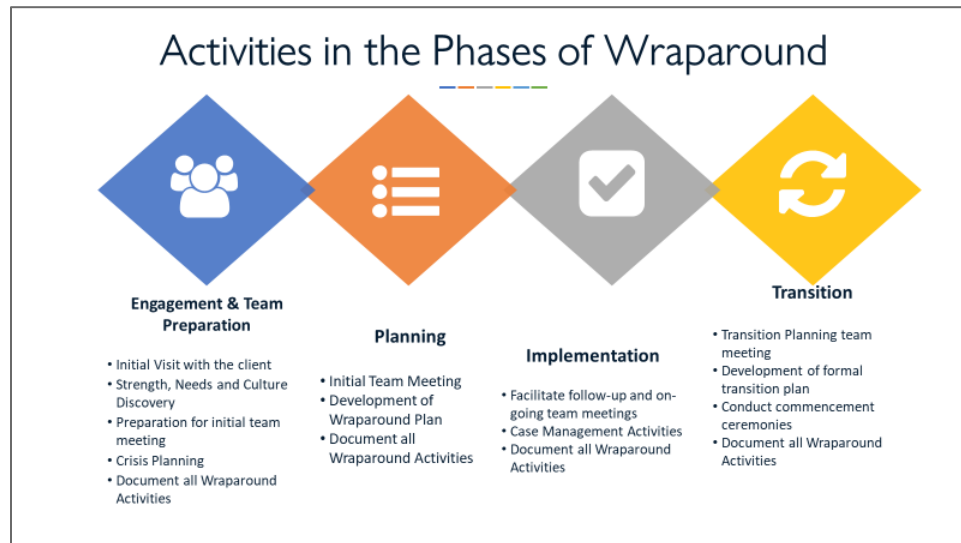 Activities in the Phases of Wraparound
Engagement & Team
Preparation
• Initial Visit with the client
• Strength, Needs and Culture
Discovery
• Preparation for initial team
meeting
• Crisis Planning
• Document all Wraparound
Activities
Planning
• Initial Team Meeting
• Development of
Wraparound Plan
• Document all
Wraparound Activities
Implementation
• Facilitate follow-up and on-
going team meetings
• Case Management Activities
• Document all Wraparound
Activities
Transition
• Transition Planning team
meeting
• Development of formal
transition plan
• Conduct commencement
ceremonies
• Document all Wraparound
Activities